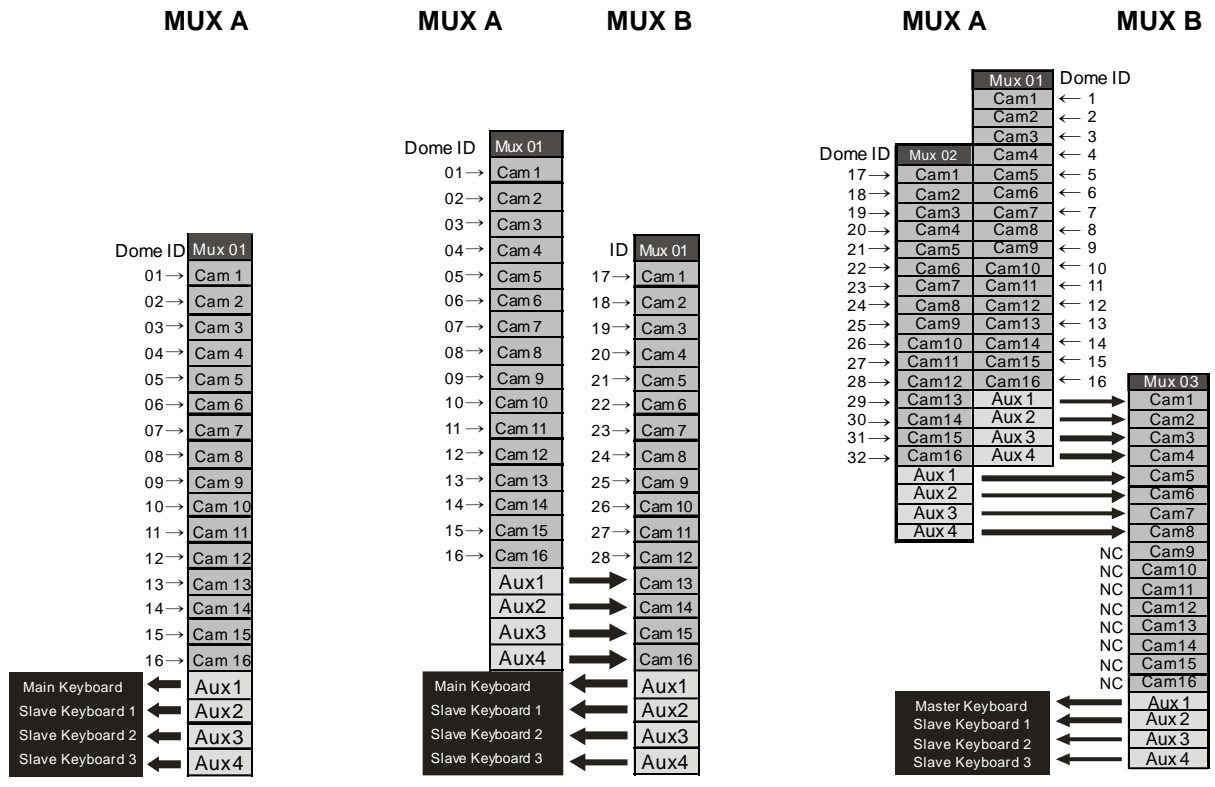 MUX A
MUX A MUX B
MUX A MUX B
Dome ID Mux 01
01→ Cam 1
02→ Cam 2
03→ Cam 3
04→ Cam 4
05→ Cam 5
06→ Cam 6
07→ Cam 7
08→ Cam 8
09→ Cam 9
10→ Cam 10
11→ Cam 11
12→ Cam 12
13→ Cam 13
14→ Cam 14
15→ Cam 15
16→ Cam 16
Main Keyboard Aux1
Slave Keyboard 1 Aux2
Slave Keyboard 2 Aux3
Slave Keyboard 3 Aux4
Dome ID Mux 01
01→ Cam 1
02→ Cam 2
03→ Cam 3
04→ Cam 4
05→ Cam 5
06→ Cam 6
07→ Cam 7
08→ Cam 8
09→ Cam 9
10→ Cam 10
11→ Cam 11
12→ Cam 12
13→ Cam 13
14→ Cam 14
15→ Cam 15
16→ Cam 16
Aux1
Aux2
Aux3
Aux4
ID Mux 01
17→ Cam 1
18→ Cam 2
19→ Cam 3
20→ Cam 4
21→ Cam 5
22→ Cam 6
23→ Cam 7
24→ Cam 8
25→ Cam 9
26→ Cam 10
27→ Cam 11
28→ Cam 12
Cam 13
Cam 14
Cam 15
Cam 16
Main Keyboard Aux1
Slave Keyboard 1 Aux2
Slave Keyboard 2 Aux3
Slave Keyboard 3 Aux4
Mux 01 Dome ID
Cam1 ← 1
Cam2 ← 2
Cam3 ← 3
Cam4 ← 4
Cam5 ← 5
Cam6 ← 6
Cam7 ← 7
Cam8 ← 8
Cam9 ← 9
Cam10 ← 10
Cam11 ← 11
Cam12 ← 12
Cam13 ← 13
Cam14 ← 14
Cam15 ← 15
Cam16 ← 16
Aux 1
Aux 2
Aux 3
Aux 4
Dome ID Mux 02
17→ Cam1
18→ Cam2
19→ Cam3
20→ Cam4
21→ Cam5
22→ Cam6
23→ Cam7
24→ Cam8
25→ Cam9
26→ Cam10
27→ Cam11
28→ Cam12
29→ Cam13
30→ Cam14
31→ Cam15
32→ Cam16
Aux 1
Aux 2
Aux 3
Aux 4
Mux 03
Cam1
Cam2
Cam3
Cam4
Cam5
Cam6
Cam7
Cam8
NC Cam9
NC Cam10
NC Cam11
NC Cam12
NC Cam13
NC Cam14
NC Cam15
NC Cam16
Master Keyboard Aux 1
Slave Keyboard 1 Aux 2
Slave Keyboard 2 Aux 3
Slave Keyboard 3 Aux 4